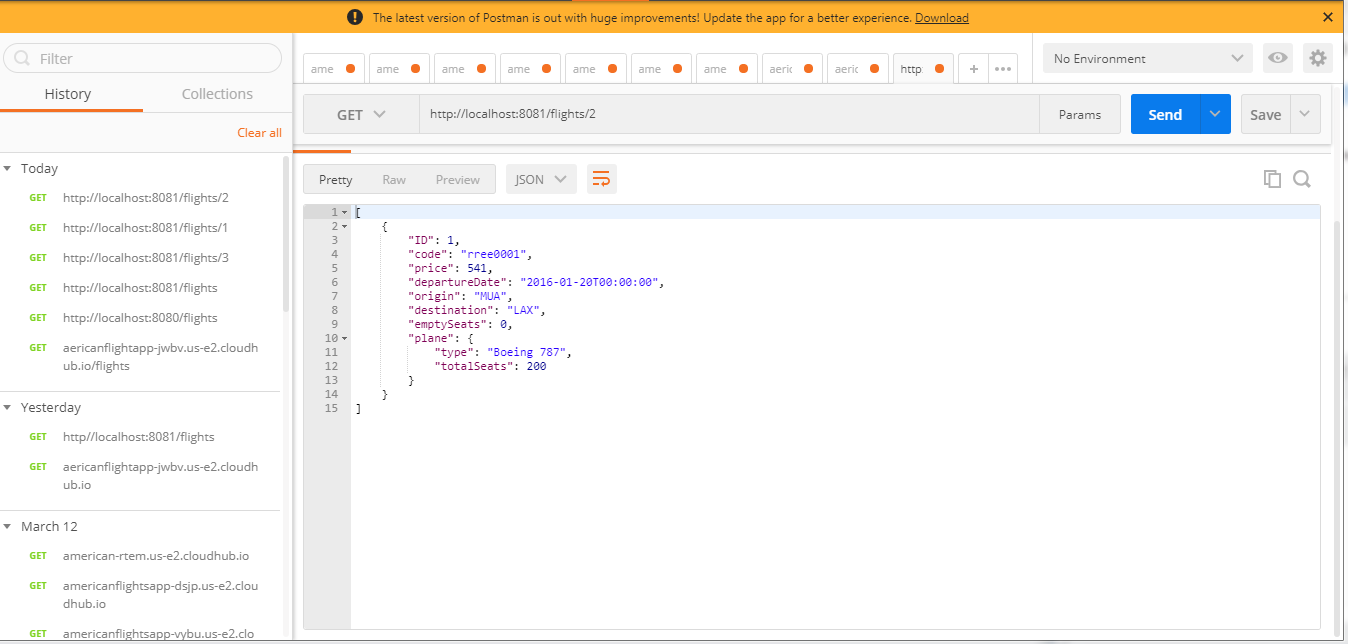 The latest version of Postman is out with huge improvements! Update the app for a better experience. Download
Filter
History
Collections
Clear all
Today
GET http://localhost:8081/flights/2
GET http://localhost:8081/flights/1
GET http://localhost:8081/flights/3
GET http://localhost:8081/flights
GET http://localhost:8080/flights
GET aericanflightapp-jwbv.us-e2.cloudh
ub.io/flights
Yesterday
GET http//localhost:8081/flights
GET aericanflightapp-jwbv.us-e2.cloudh
ub.io
March 12
GET american-rtem.us-e2.cloudhub.io
GET americanflightsapp-dsjp.us-e2.clou
dhub.io
GET americanflightsapp-vybu.us-e2.clo
ame ame ame ame ame ame ame aeric aeric http + •••
No Environment
GET http://localhost:8081/flights/2 Params Send Save
Pretty Raw Preview JSON
1 [
2 {
3 "ID": 1,
4 "code": "rree0001",
5 "price": 541,
6 "departureDate": "2016-01-20T00:00:00",
7 "origin": "MUA",
8 "destination": "LAX",
9 "emptySeats": 0,
10 "plane": {
11 "type": "Boeing 787",
12 "totalSeats": 200
13 }
14 }
15 ]